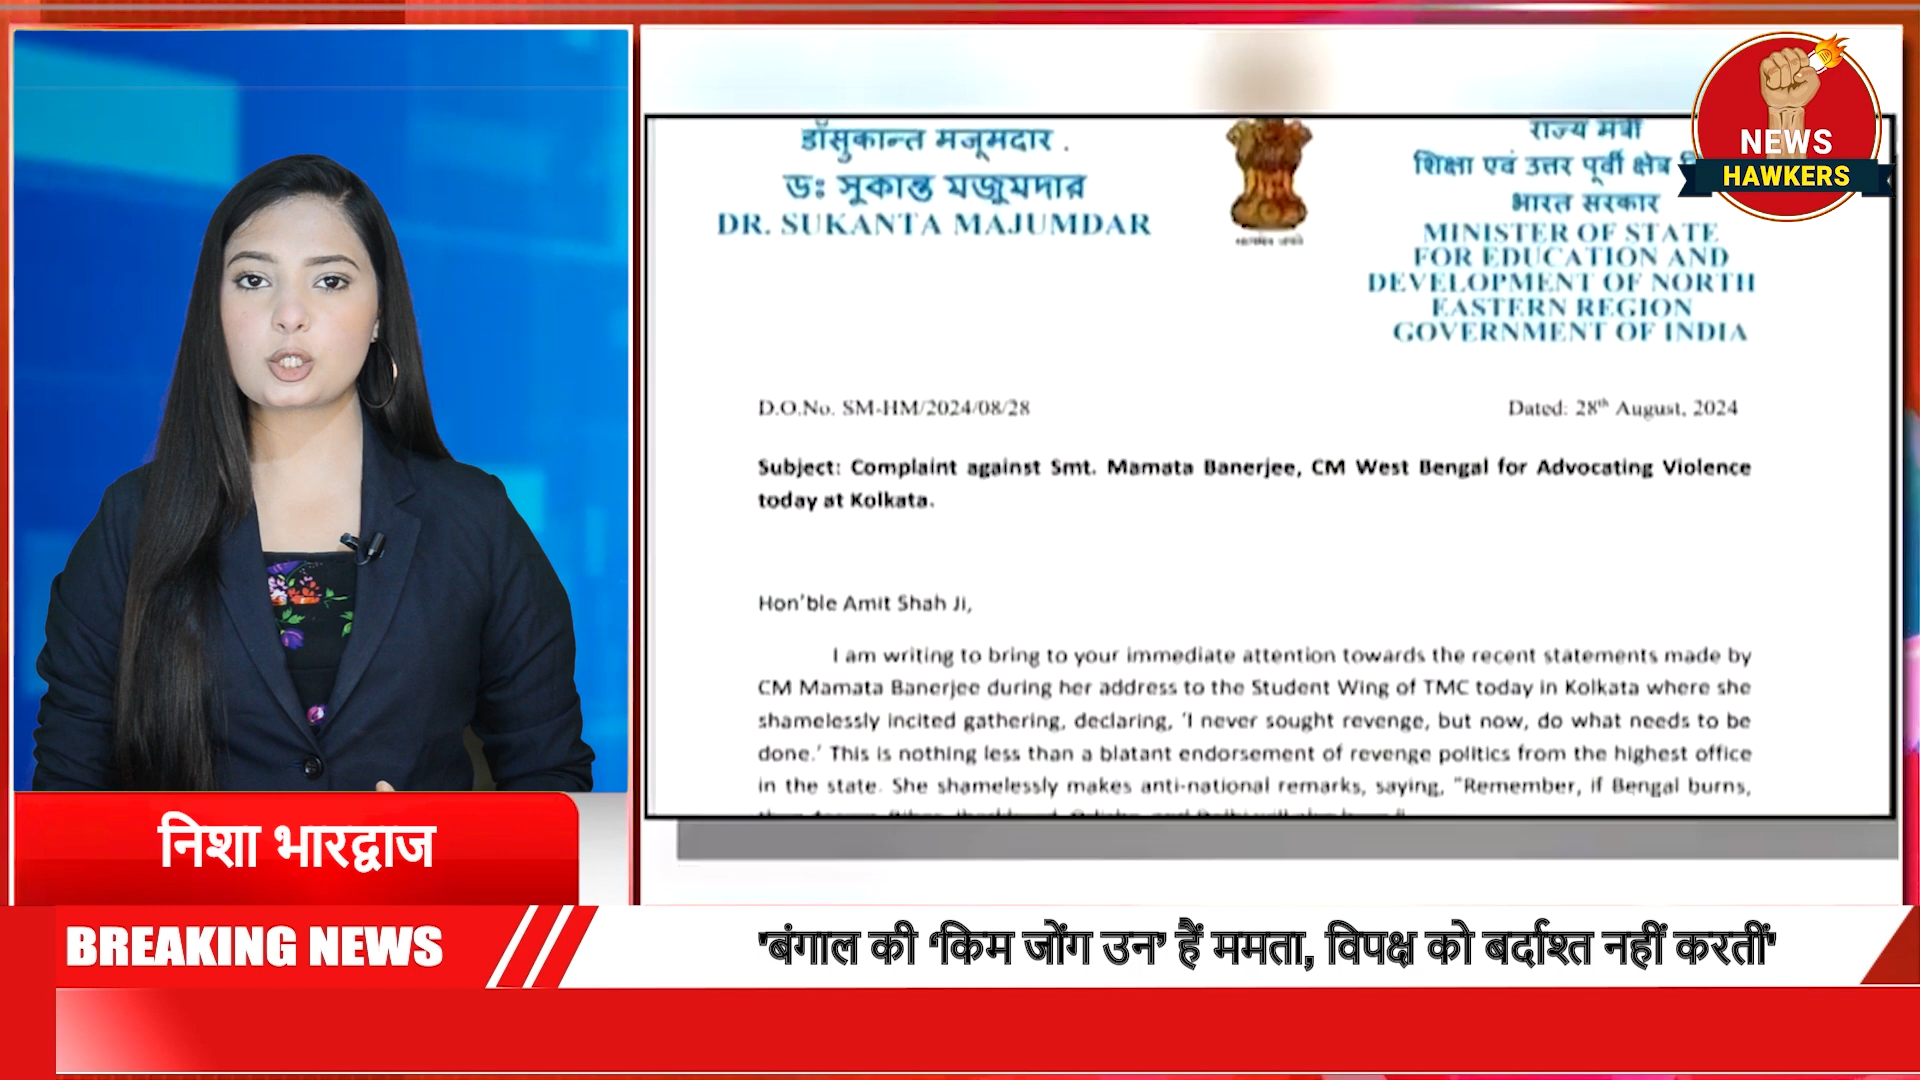 डॉसुकान्त मजूमदार .
ডঃ সুকান্ত মজুমদার
DR. SUKANTA MAJUMDAR
राज्य मंत्री
शिक्षा एवं उत्तर पूर्वी क्षेत्र
भारत सरकार
MINISTER OF STATE
FOR EDUCATION AND
DEVELOPMENT OF NORTH
EASTERN REGION
GOVERNMENT OF INDIA
NEWS
HAWKERS
D.O.No. SM-HM/2024/08/28
Dated: 28th August, 2024
Subject: Complaint against Smt. Mamata Banerjee, CM West Bengal for Advocating Violence
today at Kolkata.
Hon'ble Amit Shah Ji,
I am writing to bring to your immediate attention towards the recent statements made by
CM Mamata Banerjee during her address to the Student Wing of TMC today in Kolkata where she
shamelessly incited gathering, declaring, 'I never sought revenge, but now, do what needs to be
done.' This is nothing less than a blatant endorsement of revenge politics from the highest office
in the state. She shamelessly makes anti-national remarks, saying, "Remember, if Bengal burns,
निशा भारद्वाज
BREAKING NEWS
'बंगाल की ‘किम जोंग उन’ हैं ममता, विपक्ष को बर्दाश्त नहीं करतीं'